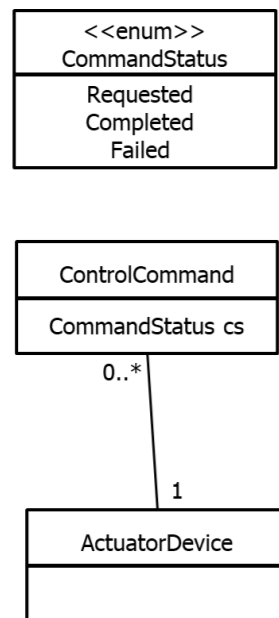 <<enum>>
CommandStatus
Requested
Completed
Failed
ControlCommand
CommandStatus cs
0..*
1
ActuatorDevice